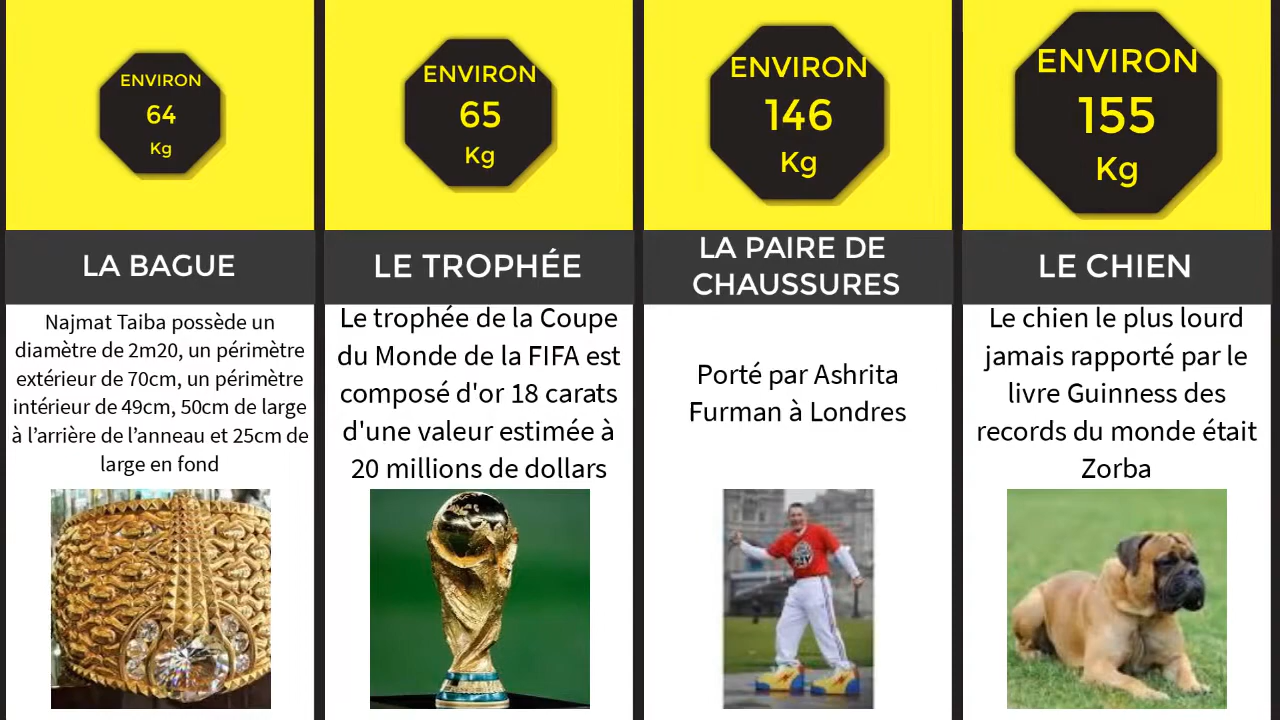 ENVIRON
64
Kg
LA BAGUE
Najmat Taiba possède un
diamètre de 2m20, un périmètre
extérieur de 70cm, un périmètre
intérieur de 49cm, 50cm de large
à l’arrière de l’anneau et 25cm de
large en fond
ENVIRON
65
Kg
LE TROPHÉE
Le trophée de la Coupe
du Monde de la FIFA est
composé d'or 18 carats
d'une valeur estimée à
20 millions de dollars
ENVIRON
146
Kg
LA PAIRE DE
CHAUSSURES
Porté par Ashrita
Furman à Londres
ENVIRON
155
Kg
LE CHIEN
Le chien le plus lourd
jamais rapporté par le
livre Guinness des
records du monde était
Zorba